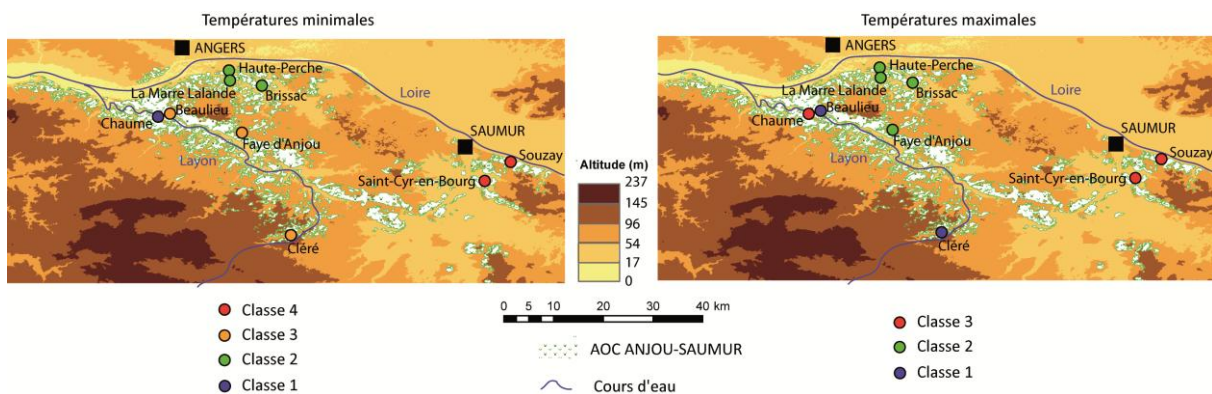 Températures minimales
ANGERS
Haute-Perche
La Marre Lalande
Brissac
Beaulieu
Chaume
Loire
Faye d'Anjou
Layon
SAUMUR
Souzay
Saint-Cyr-en-Bourg
Cléré
Températures maximales
ANGERS
Haute-Perche
La Marre Lalande
Brissac
Beaulieu
Chaume
Loire
Faye d'Anjou
Layon
SAUMUR
Souzay
Saint-Cyr-en-Bourg
Cléré
Altitude (m)
237
145
96
54
17
0
Classe 4
Classe 3
Classe 2
Classe 1
0 5 10 20 30 40 km
AOC ANJOU-SAUMUR
Cours d'eau
Classe 3
Classe 2
Classe 1